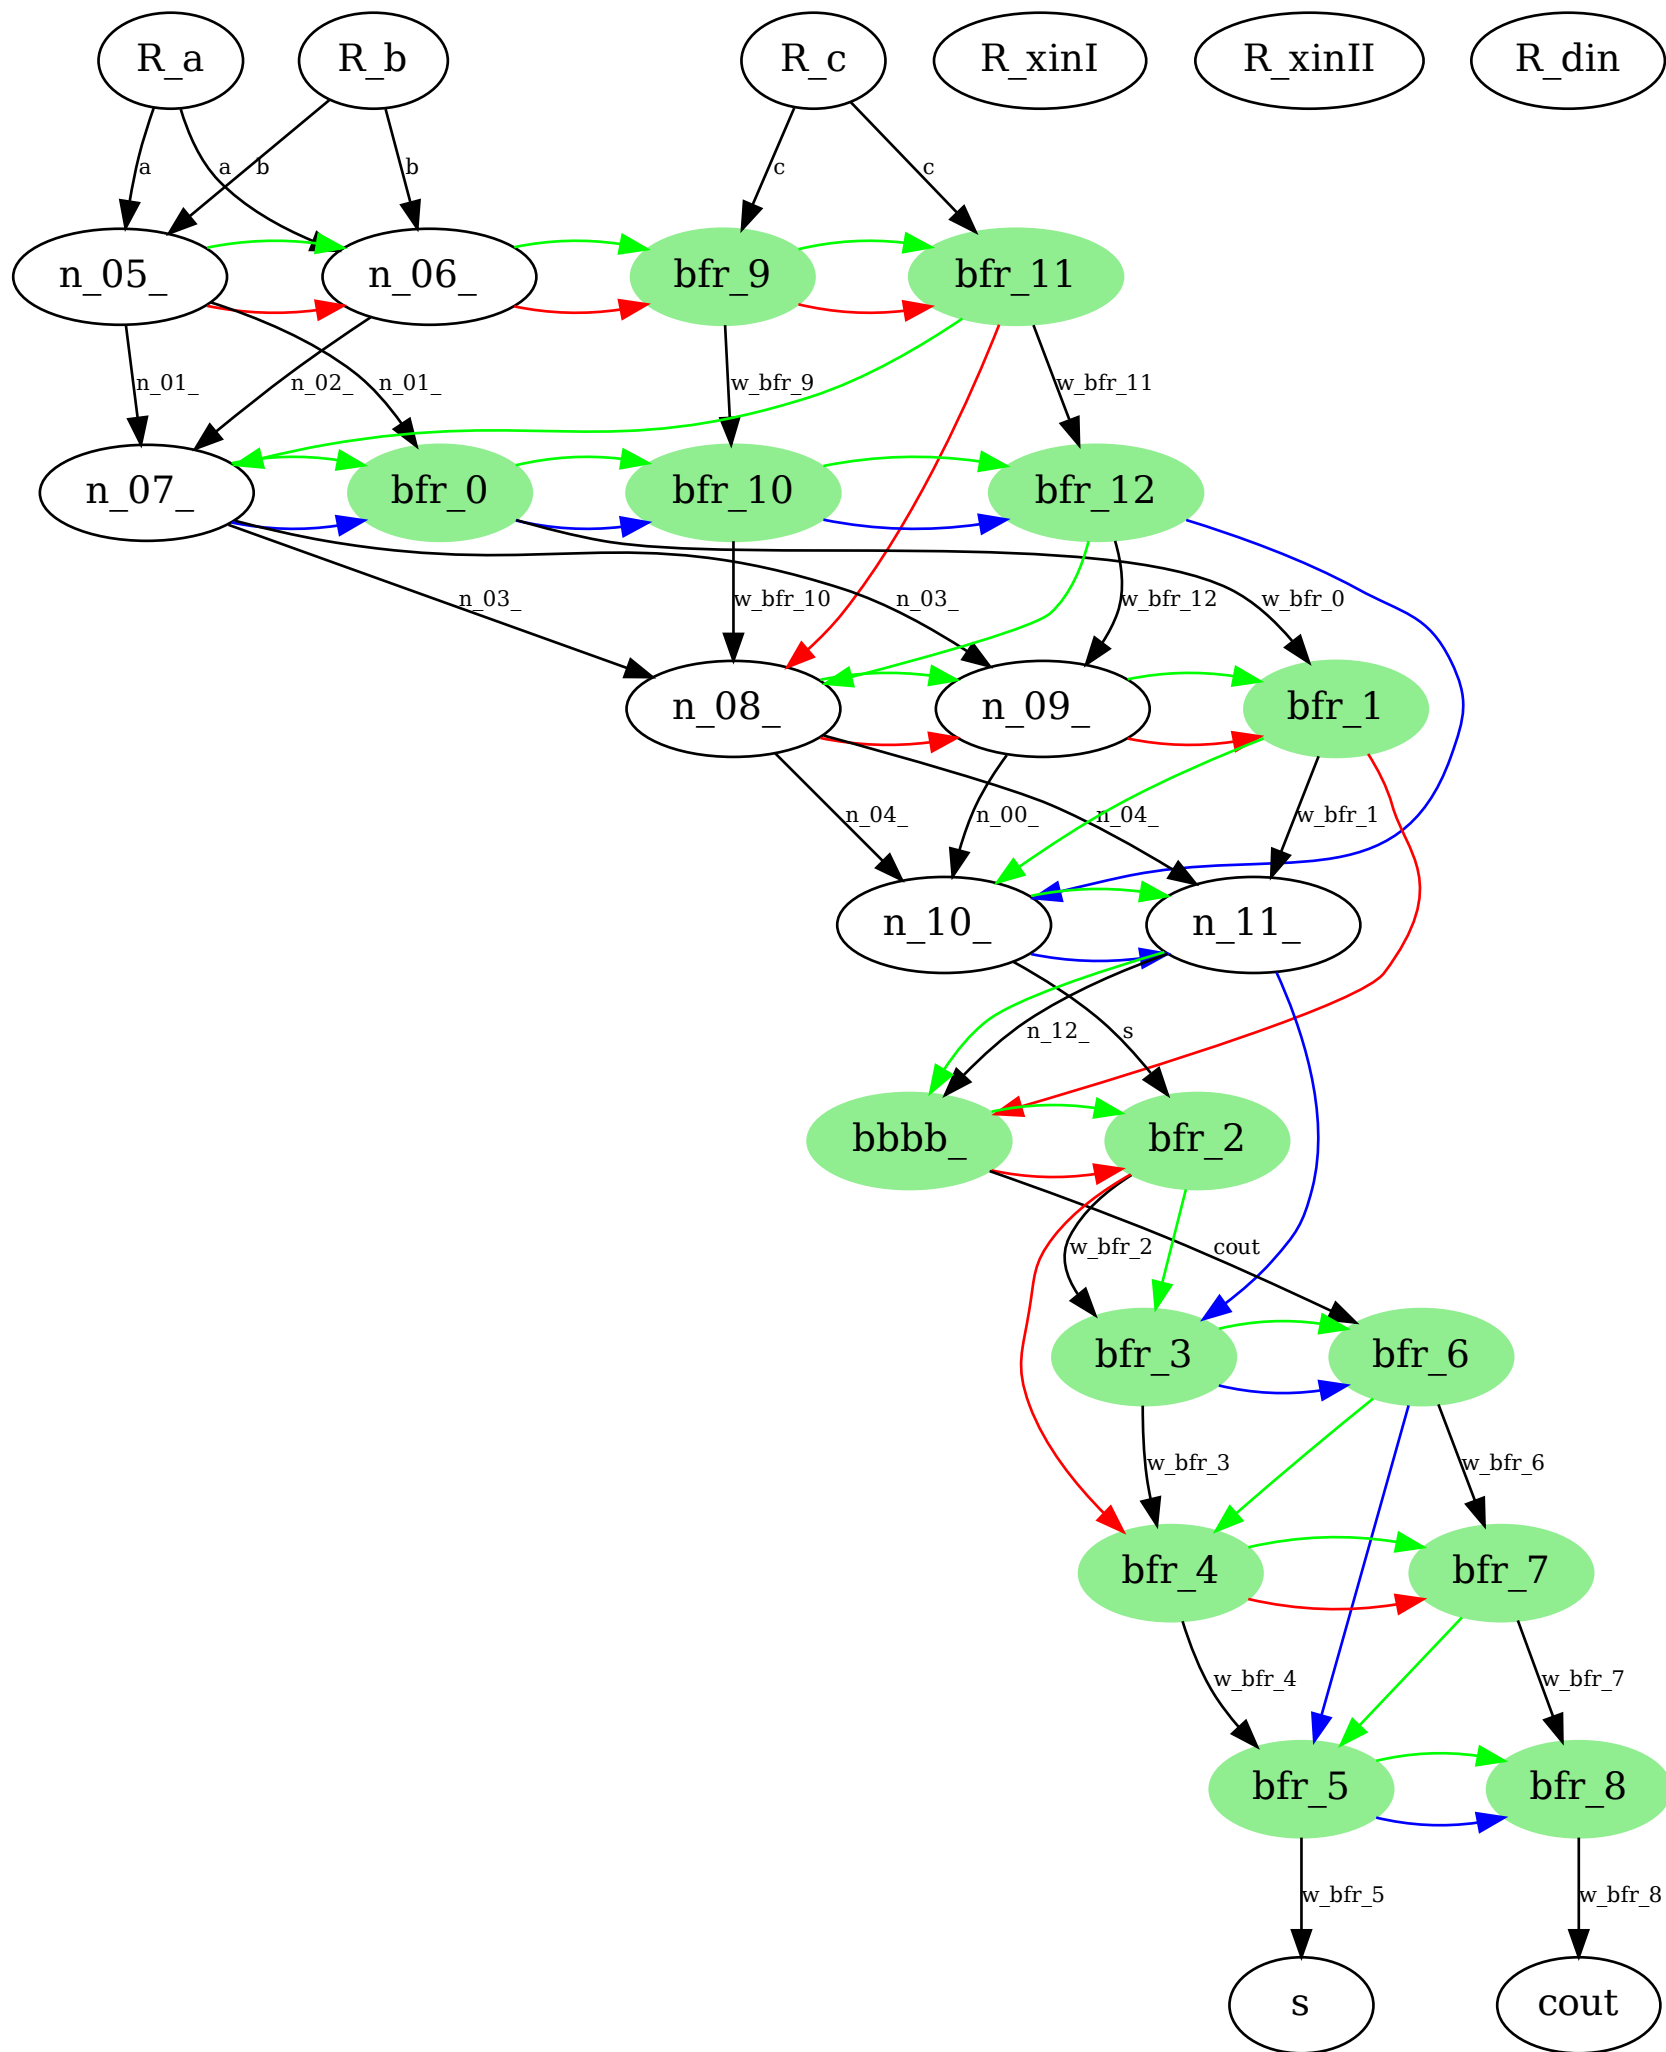 R_a R_b R_c R_xinI R_xinII R_din
a a b b c c
n_05_ n_06_ bfr_9 bfr_11
n_01_ n_02_ n_01_ w_bfr_9 w_bfr_11
n_07_ bfr_0 bfr_10 bfr_12
n_03_ w_bfr_10 n_03_ w_bfr_12 w_bfr_0
n_08_ n_09_ bfr_1
n_04_ n_00_ n_04_ w_bfr_1
n_10_ n_11_
n_12_ s
bbbb_ bfr_2
w_bfr_2 cout
bfr_3 bfr_6
w_bfr_3 w_bfr_6
bfr_4 bfr_7
w_bfr_4 w_bfr_7
bfr_5 bfr_8
w_bfr_5 w_bfr_8
s cout